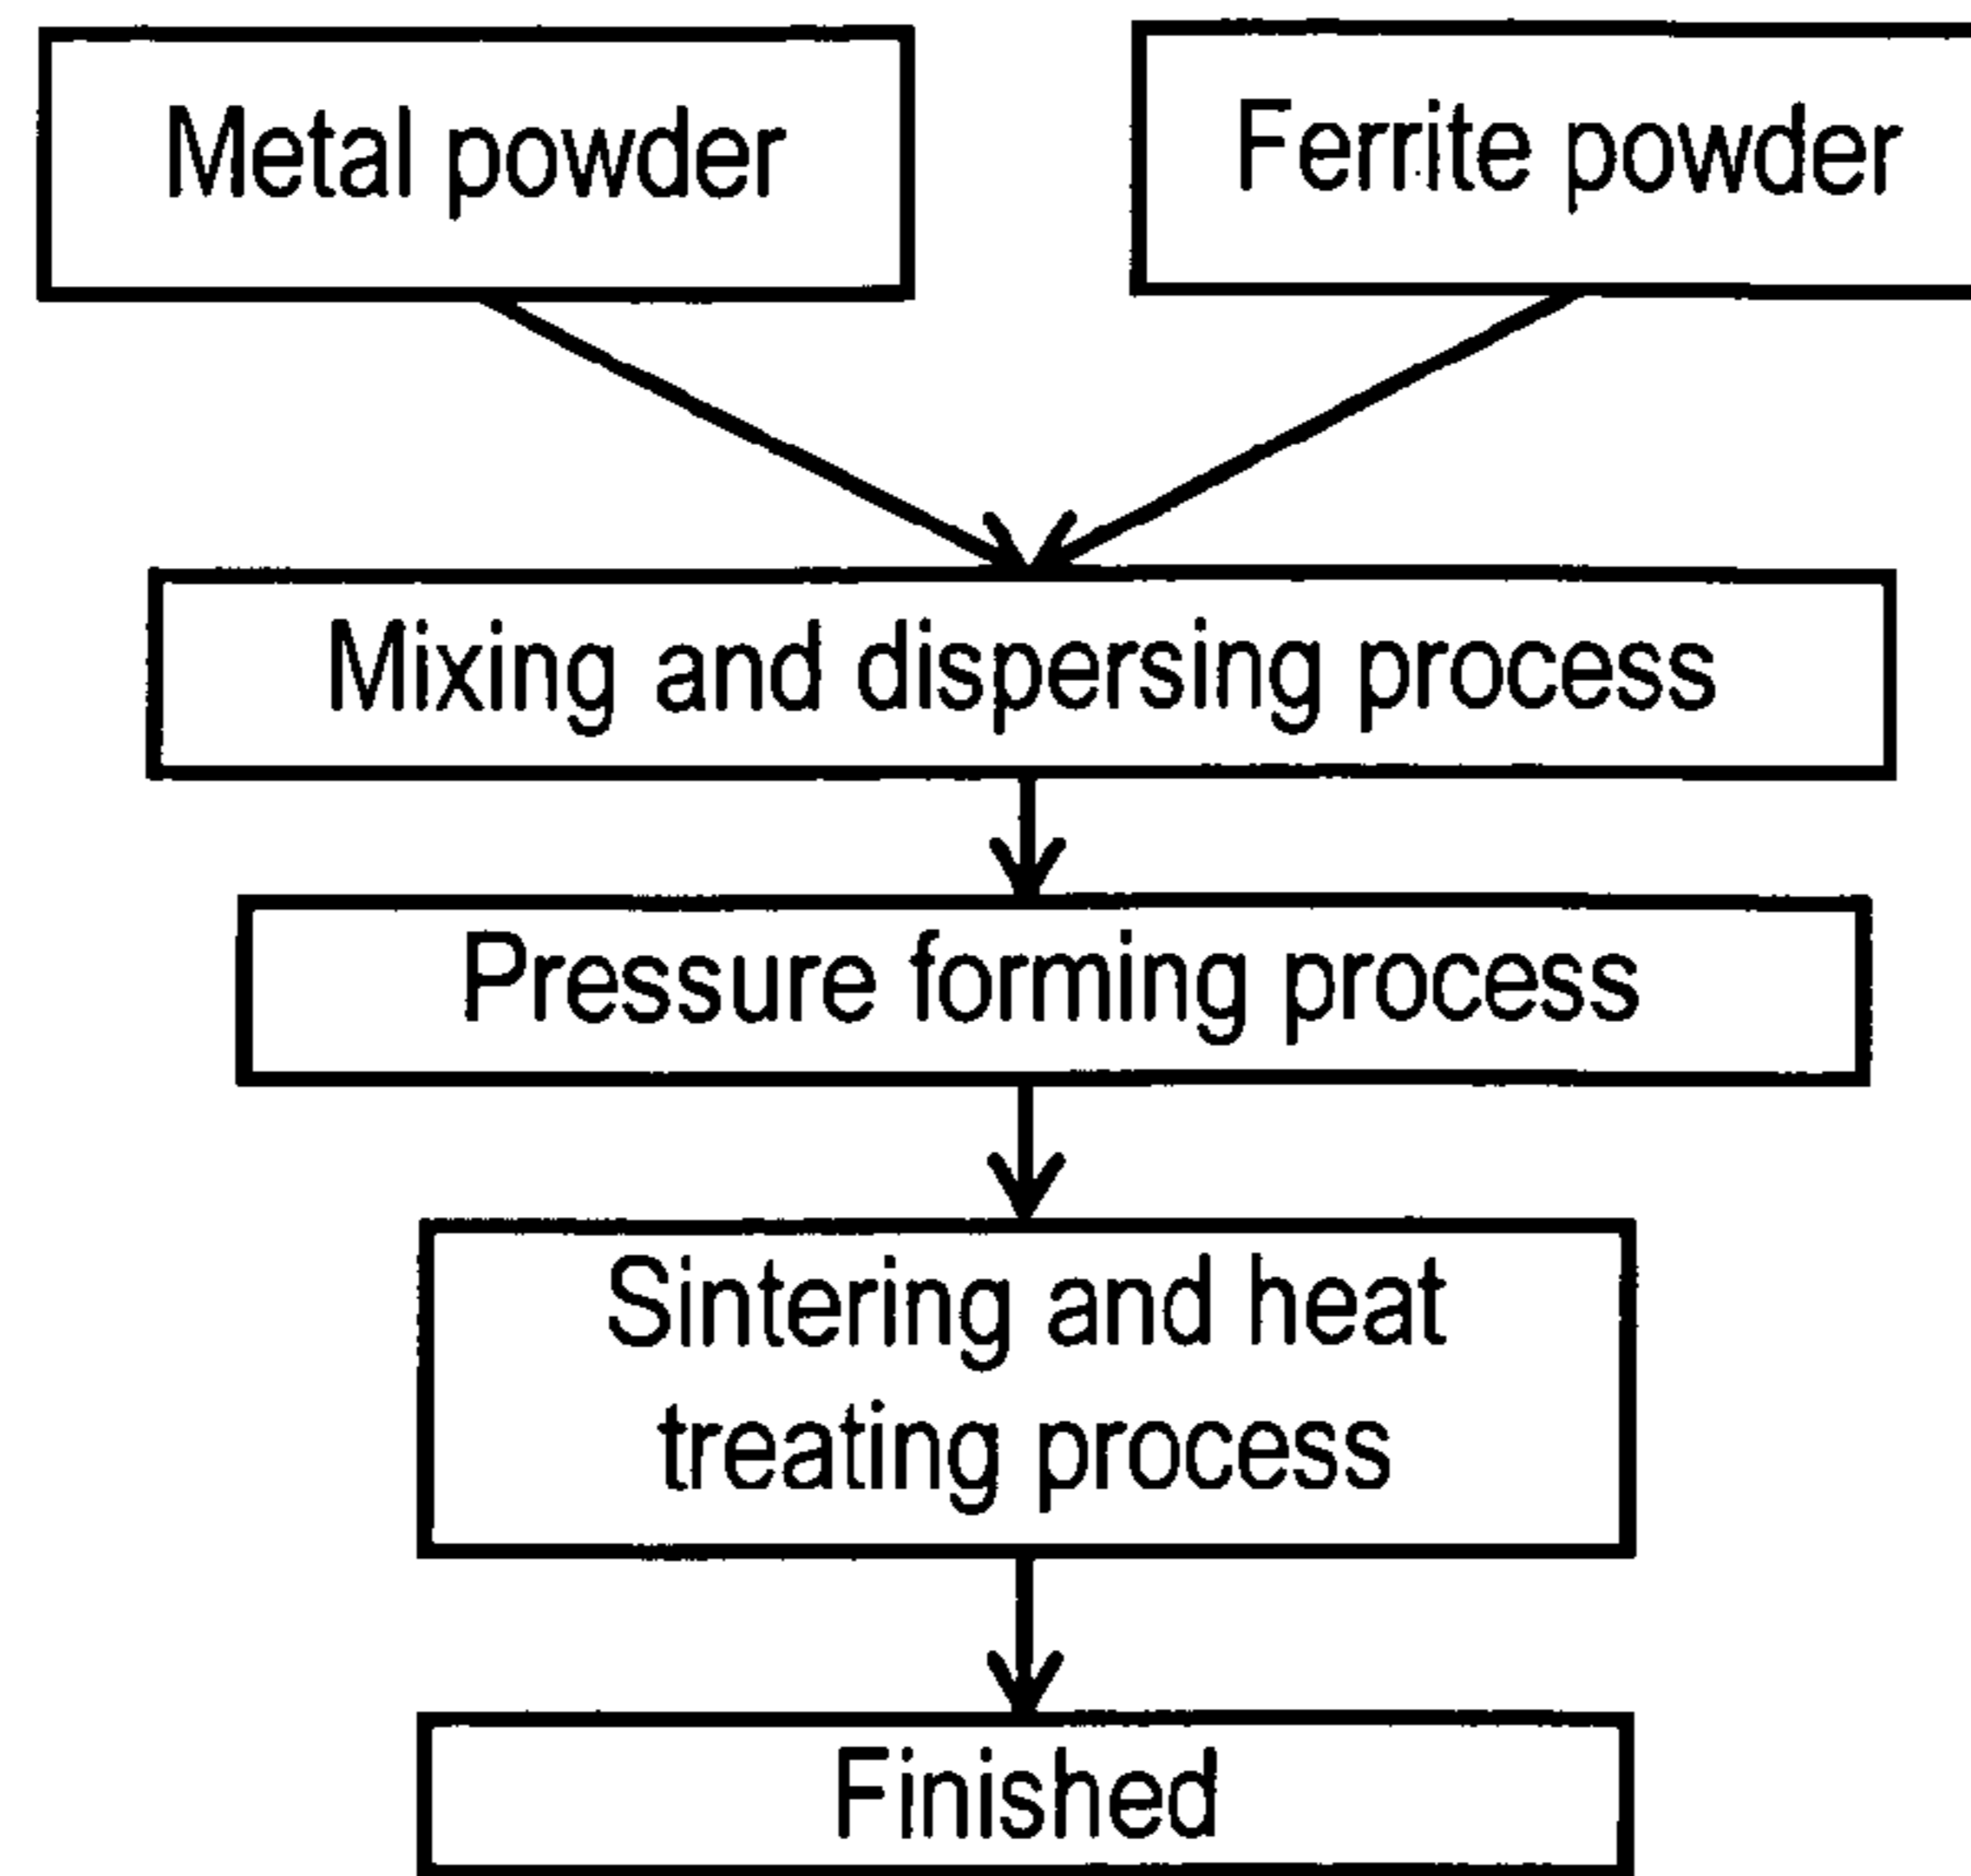 Metal powder
Ferrite powder
Mixing and dispersing process
Pressure forming process
Sintering and heat
treating process
Finished